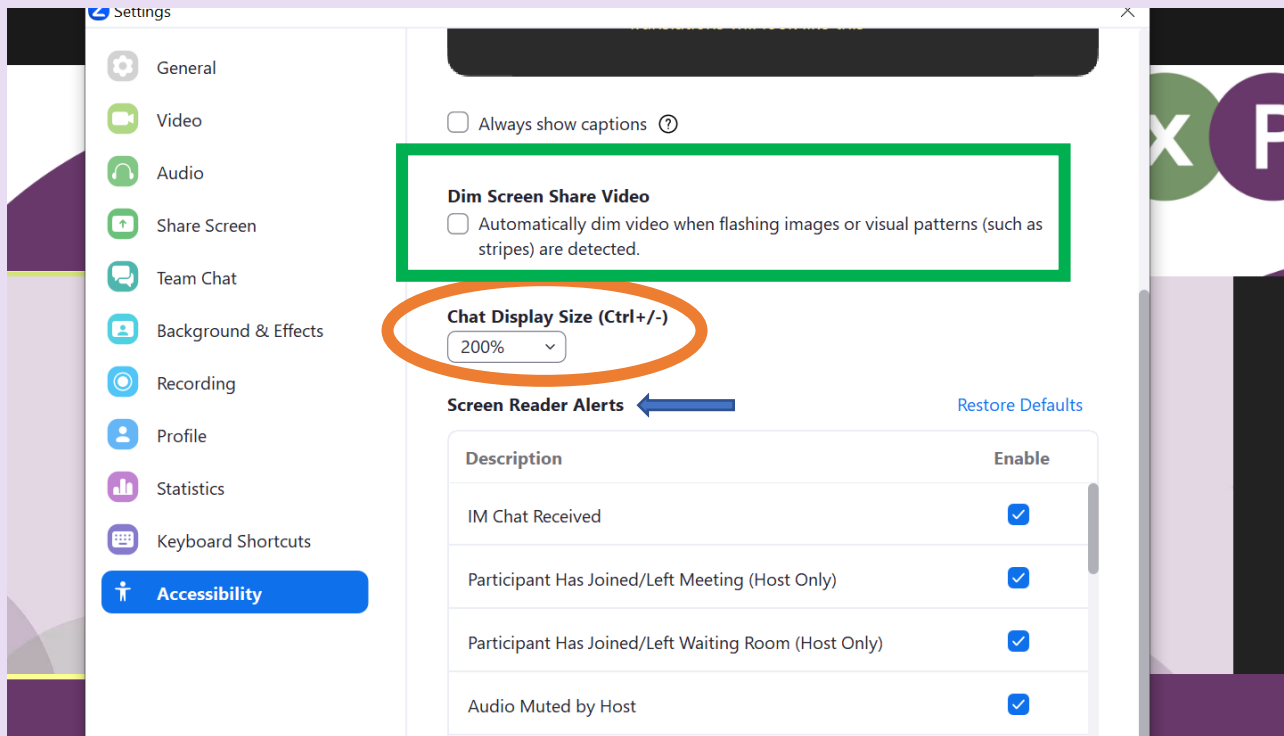 Settings
General
Video
Audio
Share Screen
Team Chat
Background & Effects
Recording
Profile
Statistics
Keyboard Shortcuts
Accessibility
Always show captions ?
Dim Screen Share Video
Automatically dim video when flashing images or visual patterns (such as
stripes) are detected.
Chat Display Size (Ctrl+/-)
200%
Screen Reader Alerts
Restore Defaults
Description Enable
IM Chat Received
Participant Has Joined/Left Meeting (Host Only)
Participant Has Joined/Left Waiting Room (Host Only)
Audio Muted by Host
X P